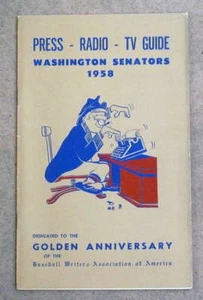 PRESS - RADIO - TV GUIDE
WASHINGTON SENATORS
1958
DEDICATED TO THE
GOLDEN ANNIVERSARY
OF THE
Baseball Writers Association of America